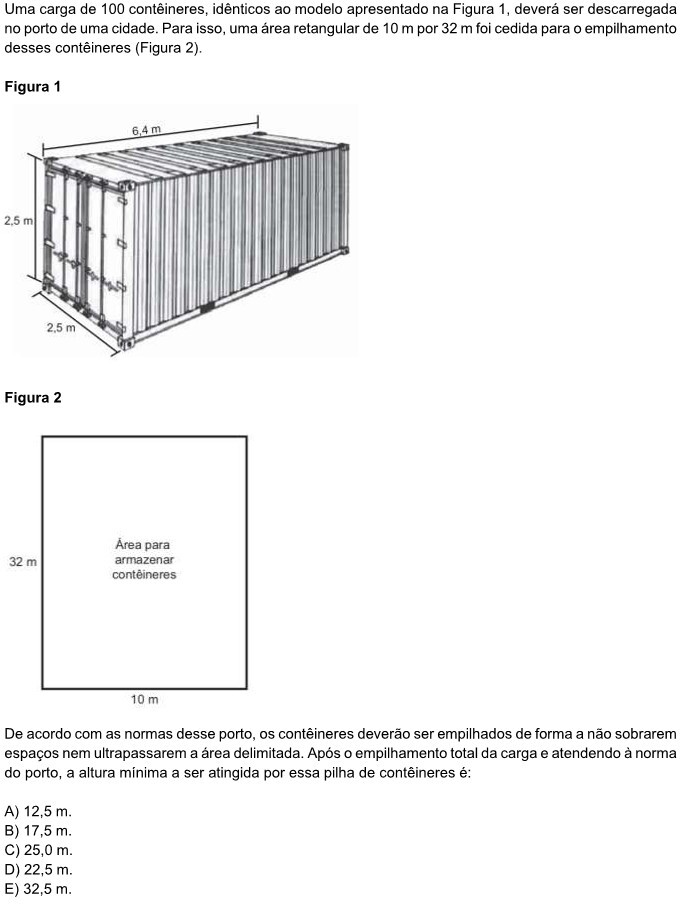 Uma carga de 100 contêineres, idênticos ao modelo apresentado na Figura 1, deverá ser descarregada
no porto de uma cidade. Para isso, uma área retangular de 10 m por 32 m foi cedida para o empilhamento
desses contêineres (Figura 2).
Figura 1
6,4 m
2,5 m
2,5 m
Figura 2
Área para
armazenar
contêineres
32 m
10 m
De acordo com as normas desse porto, os contêineres deverão ser empilhados de forma a não sobrarem
espaços nem ultrapassarem a área delimitada. Após o empilhamento total da carga e atendendo à norma
do porto, a altura mínima a ser atingida por essa pilha de contêineres é:
A) 12,5 m.
B) 17,5 m.
C) 25,0 m.
D) 22,5 m.
E) 32,5 m.